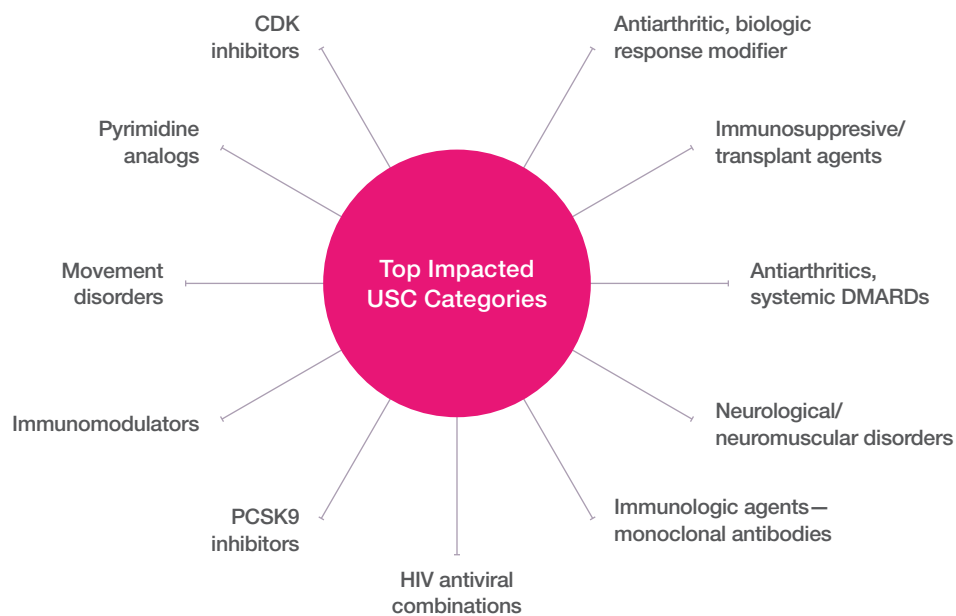 CDK
inhibitors
Antiarthritic, biologic
response modifier
Pyrimidine
analogs
Immunosuppresive/
transplant agents
Top Impacted
USC Categories
Movement
disorders
Antiarthritics,
systemic DMARDs
Immunomodulators
Neurological/
neuromuscular disorders
PCSK9
inhibitors
Immunologic agents—
monoclonal antibodies
HIV antiviral
combinations